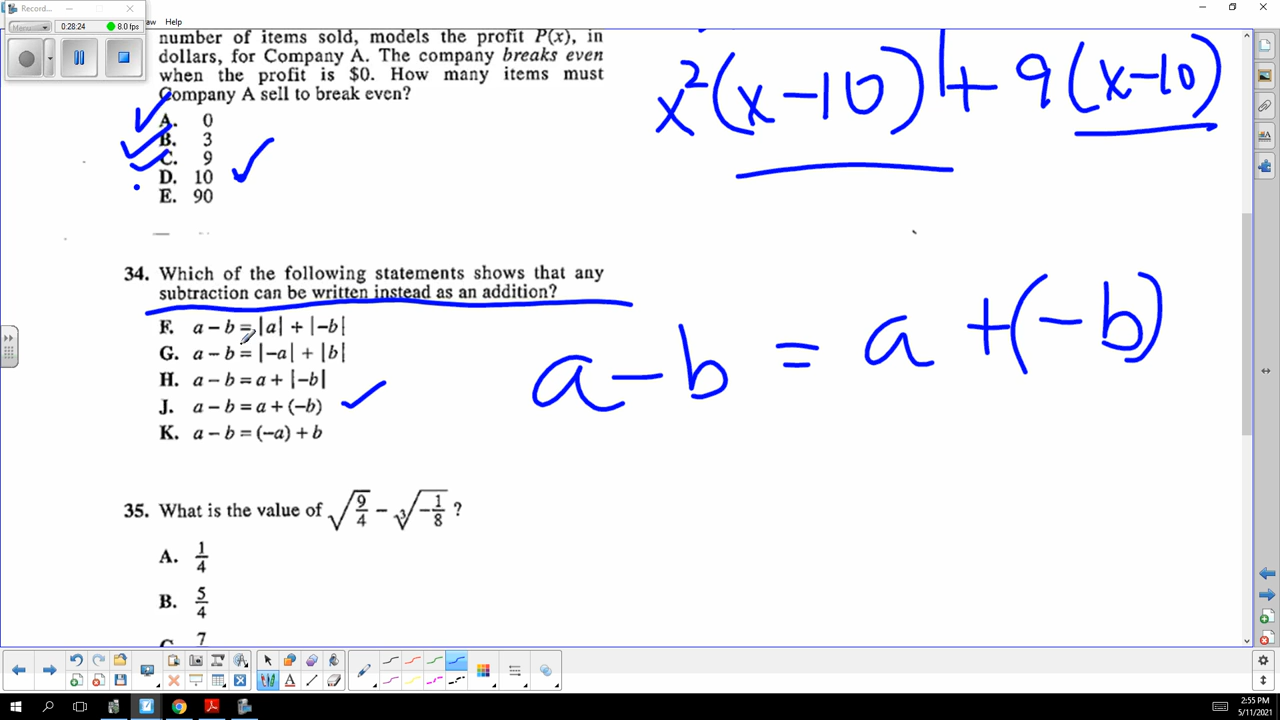 Record...
Menu
0:28:24
8.0 fps
aw Help
number of items sold, models the profit P(x), in
dollars, for Company A. The company breaks even
when the profit is $0. How many items must
Company A sell to break even?
A. 0
B. 3
C. 9
D. 10
E. 90
x²(x-10) + 9(x-10)
34. Which of the following statements shows that any
subtraction can be written instead as an addition?
F. a – b = |a| + |–b|
G. a – b = |–a| + |b|
H. a – b = a + |–b|
J. a – b = a + (–b)
K. a – b = (–a) + b
a - b = a + (-b)
35. What is the value of √(9/4) – ∛(–1/8) ?
A. 1/4
B. 5/4
7
2:55 PM
5/11/2021